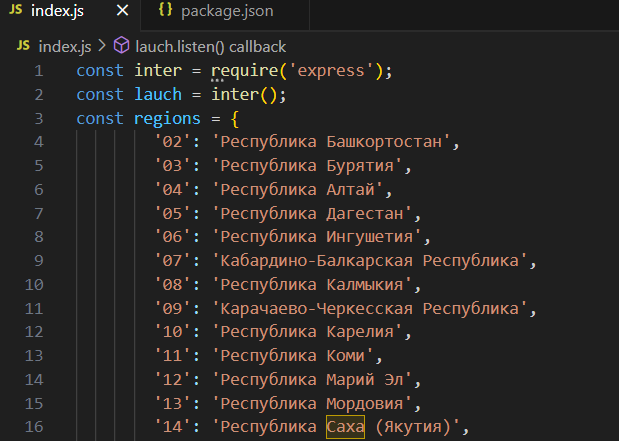 JS index.js × {} package.json
JS index.js > lauch.listen() callback
1 const inter = require('express');
2 const lauch = inter();
3 const regions = {
4 '02': 'Республика Башкортостан',
5 '03': 'Республика Бурятия',
6 '04': 'Республика Алтай',
7 '05': 'Республика Дагестан',
8 '06': 'Республика Ингушетия',
9 '07': 'Кабардино-Балкарская Республика',
10 '08': 'Республика Калмыкия',
11 '09': 'Карачаево-Черкесская Республика',
12 '10': 'Республика Карелия',
13 '11': 'Республика Коми',
14 '12': 'Республика Марий Эл',
15 '13': 'Республика Мордовия',
16 '14': 'Республика Саха (Якутия)',